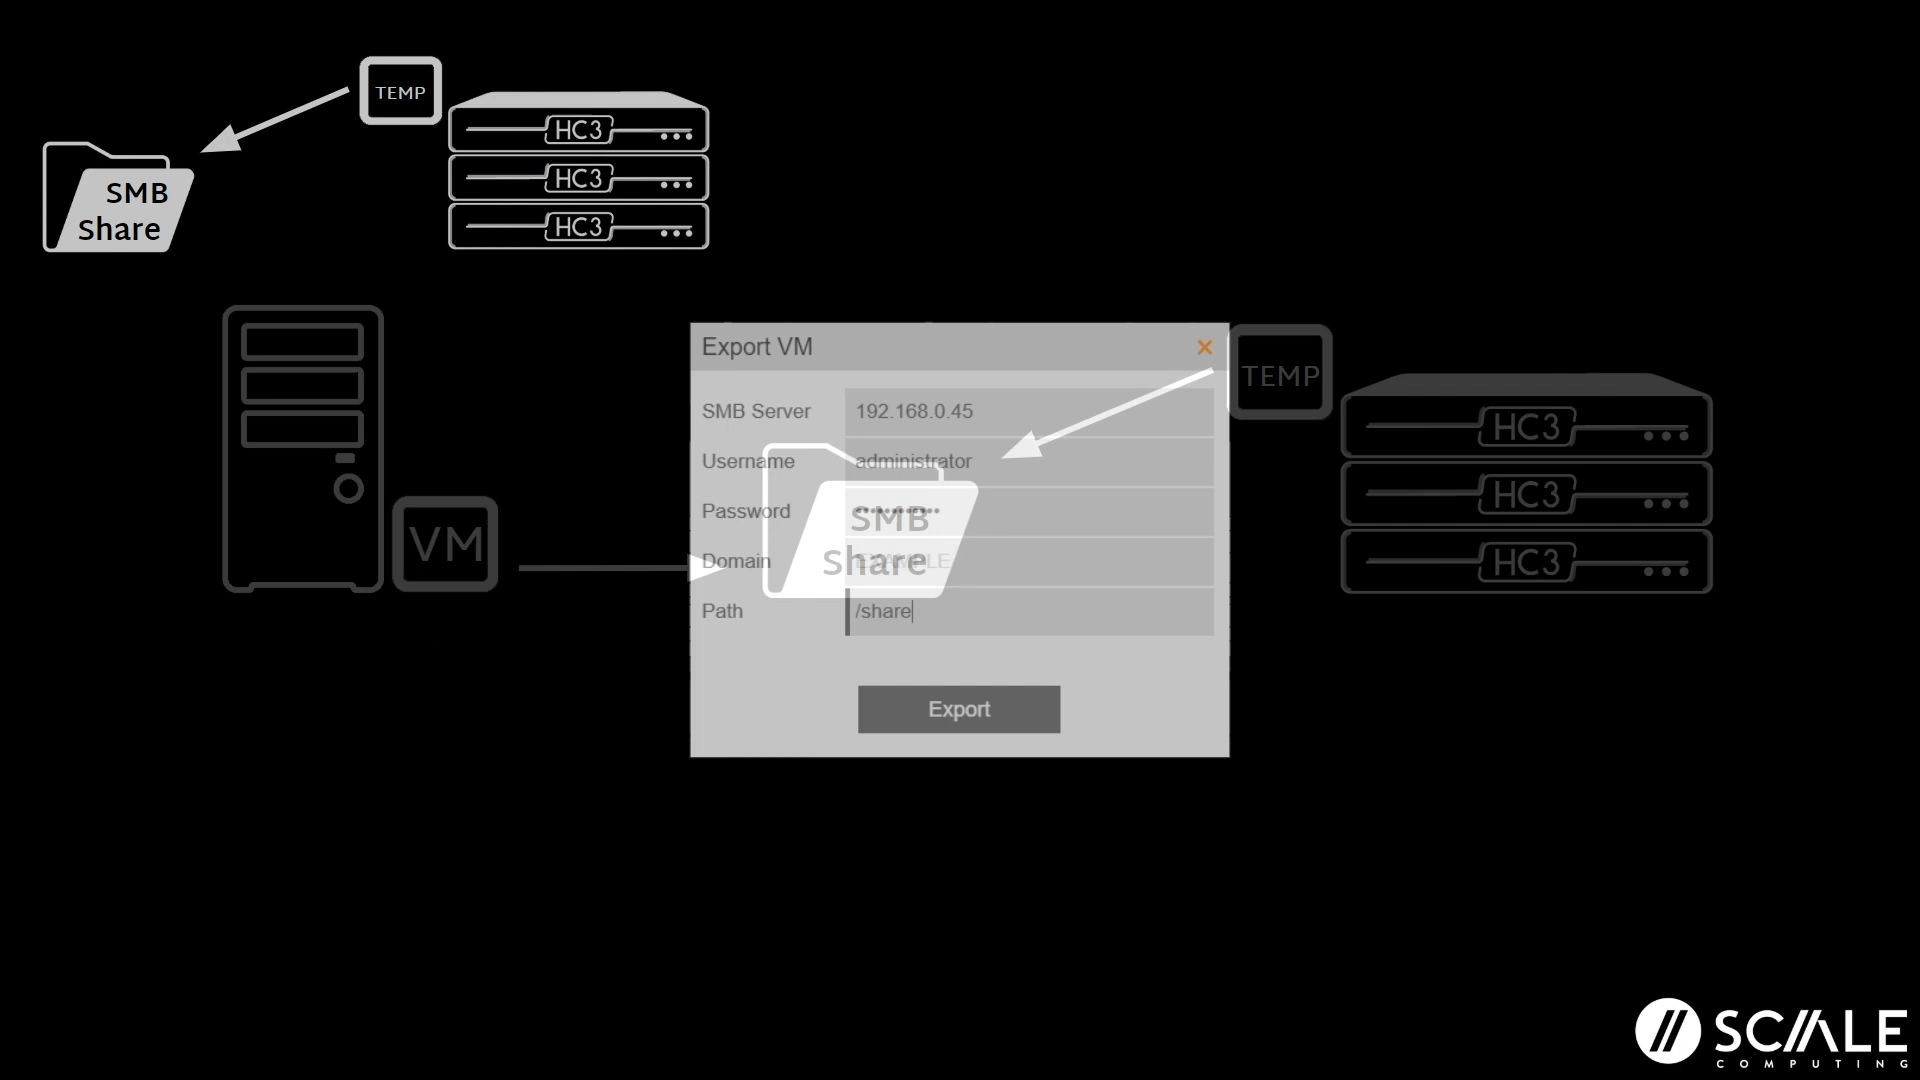 TEMP
HC3
HC3
HC3
SMB
Share
Export VM
SMB Server
192.168.0.45
Username
administrator
Password
••••••••••••
Domain
EXAMPLE
Path
/share
Export
SMB
Share
VM
TEMP
HC3
HC3
HC3
SCALE
COMPUTING